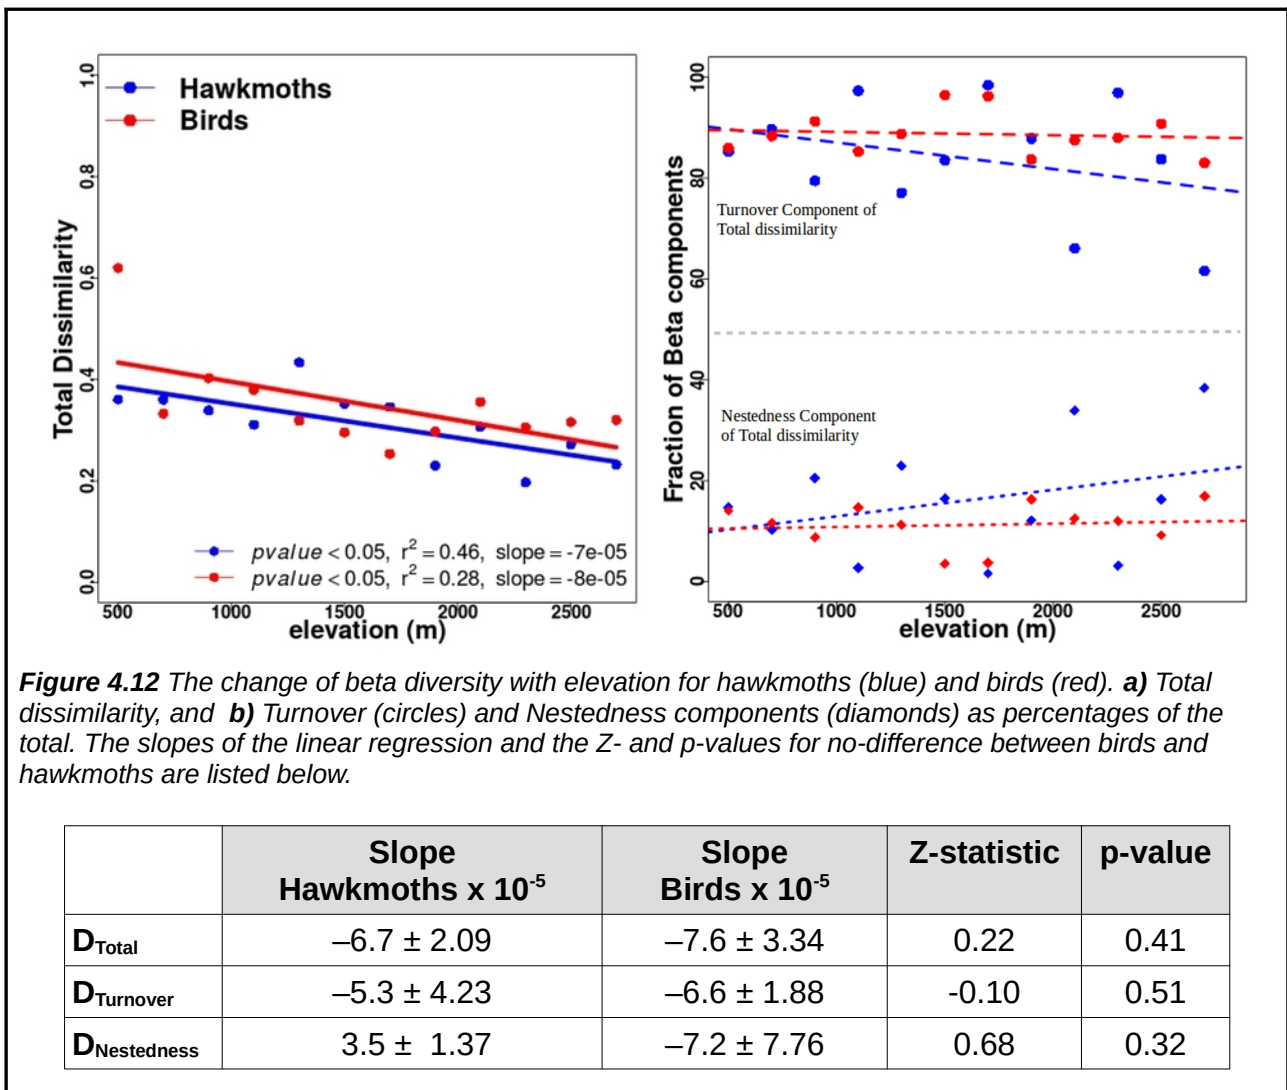 Hawkmoths
Birds
Total Dissimilarity
1.0
0.8
0.6
0.4
0.2
0.0
pvalue < 0.05, r² = 0.46, slope = -7e-05
pvalue < 0.05, r² = 0.28, slope = -8e-05
500 1000 1500 2000 2500
elevation (m)
Fraction of Beta components
100
80
60
40
20
0
Turnover Component of
Total dissimilarity
Nestedness Component
of Total dissimilarity
500 1000 1500 2000 2500
elevation (m)
Figure 4.12 The change of beta diversity with elevation for hawkmoths (blue) and birds (red). a) Total
dissimilarity, and b) Turnover (circles) and Nestedness components (diamonds) as percentages of the
total. The slopes of the linear regression and the Z- and p-values for no-difference between birds and
hawkmoths are listed below.
Slope Hawkmoths x 10⁻⁵ Slope Birds x 10⁻⁵ Z-statistic p-value
D_Total –6.7 ± 2.09 –7.6 ± 3.34 0.22 0.41
D_Turnover –5.3 ± 4.23 –6.6 ± 1.88 -0.10 0.51
D_Nestedness 3.5 ± 1.37 –7.2 ± 7.76 0.68 0.32